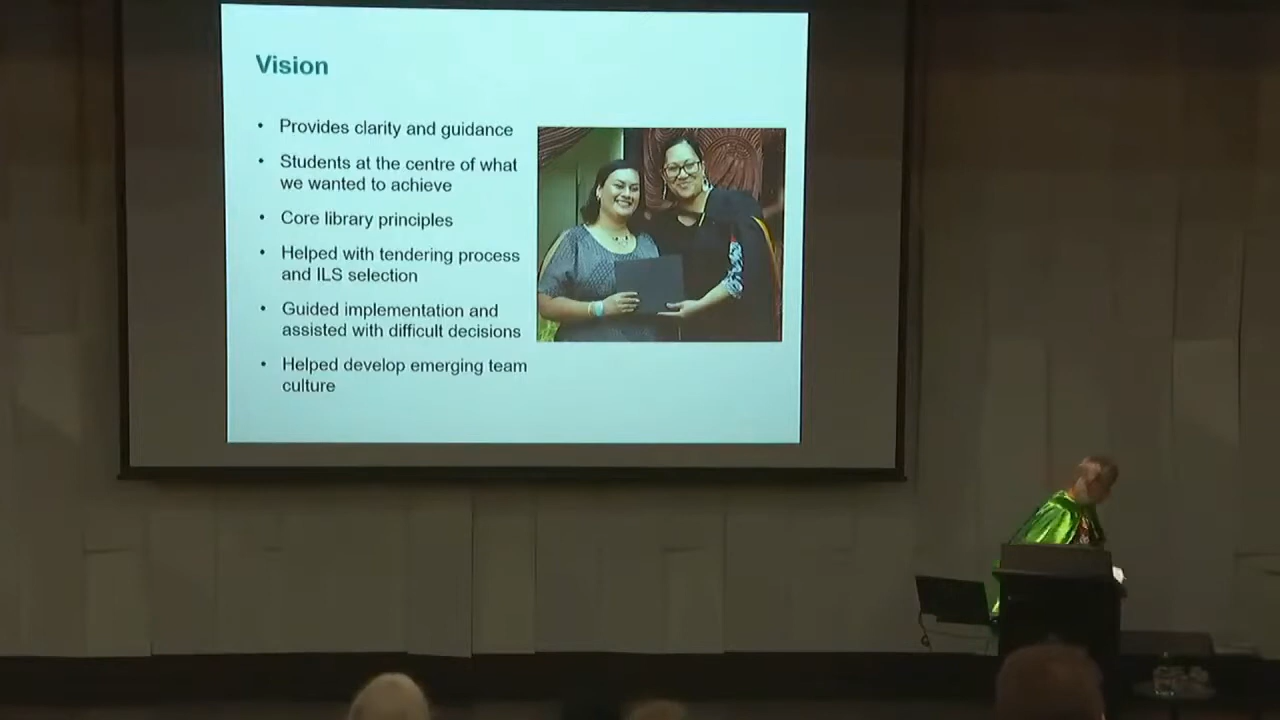 Vision
• Provides clarity and guidance
• Students at the centre of what
we wanted to achieve
• Core library principles
• Helped with tendering process
and ILS selection
• Guided implementation and
assisted with difficult decisions
• Helped develop emerging team
culture